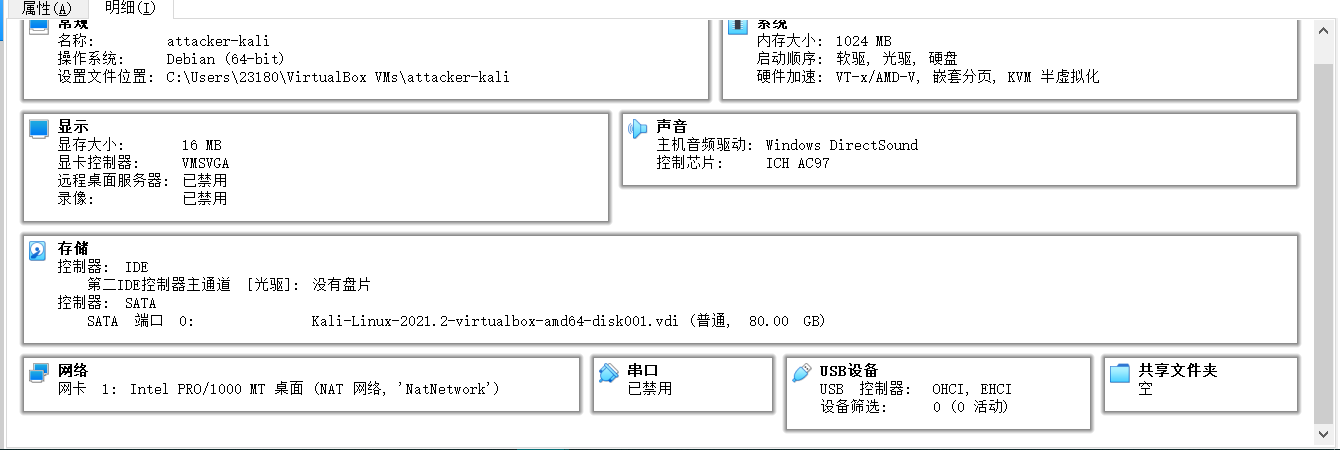 属性(A)
明细(I)
常规
名称: attacker-kali
操作系统: Debian (64-bit)
设置文件位置: C:\Users\23180\VirtualBox VMs\attacker-kali
系统
内存大小: 1024 MB
启动顺序: 软驱, 光驱, 硬盘
硬件加速: VT-x/AMD-V, 嵌套分页, KVM 半虚拟化
显示
显存大小: 16 MB
显卡控制器: VMSVGA
远程桌面服务器: 已禁用
录像: 已禁用
声音
主机音频驱动: Windows DirectSound
控制芯片: ICH AC97
存储
控制器: IDE
第二IDE控制器主通道 [光驱]: 没有盘片
控制器: SATA
SATA 端口 0: Kali-Linux-2021.2-virtualbox-amd64-disk001.vdi (普通, 80.00 GB)
网络
网卡 1: Intel PRO/1000 MT 桌面 (NAT 网络, 'NatNetwork')
串口
已禁用
USB设备
USB 控制器: OHCI, EHCI
设备筛选: 0 (0 活动)
共享文件夹
空